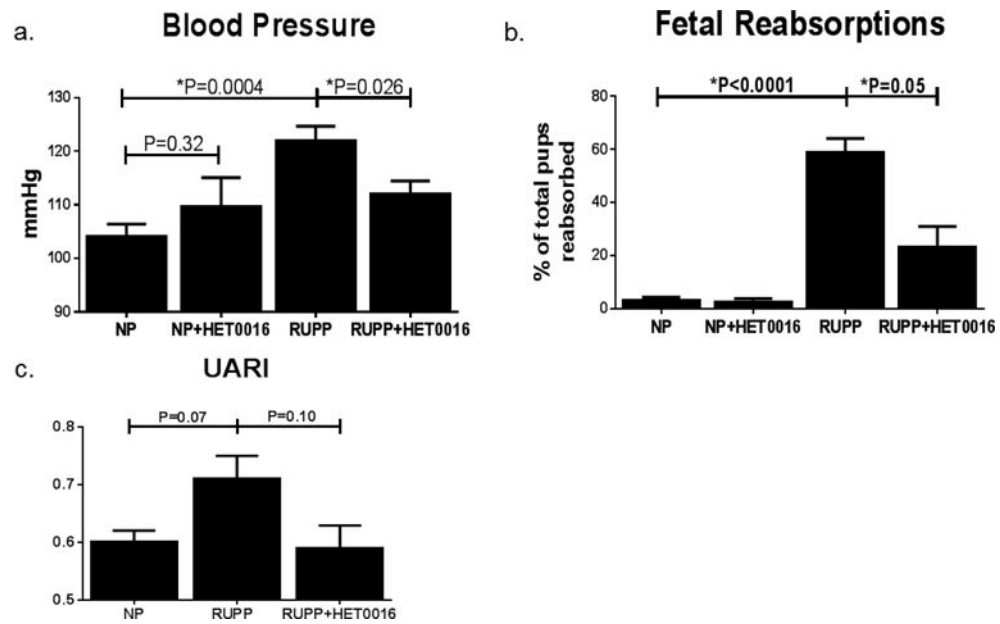 a.
Blood Pressure
*P=0.0004
*P=0.026
P=0.32
mmHg
130
120
110
100
90
NP
NP+HET0016
RUPP
RUPP+HET0016
b.
Fetal Reabsorptions
*P<0.0001
*P=0.05
% of total pups
reabsorbed
80
60
40
20
0
NP
NP+HET0016
RUPP
RUPP+HET0016
c.
UARI
P=0.07
P=0.10
0.8
0.7
0.6
0.5
NP
RUPP
RUPP+HET0016